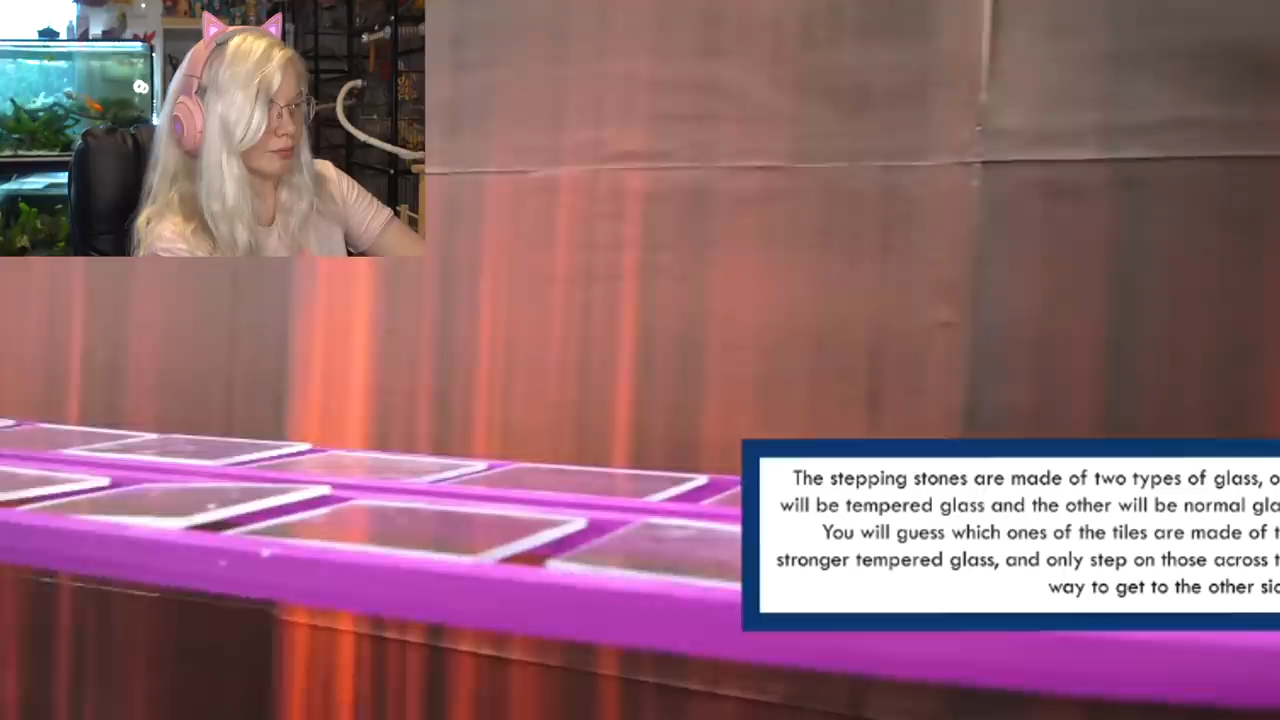 The stepping stones are made of two types of glass,
will be tempered glass and the other will be normal
You will guess which ones of the tiles are made of
stronger tempered glass, and only step on those across
way to get to the other